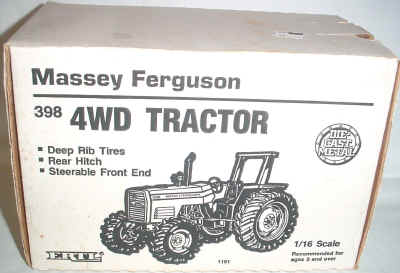 Massey Ferguson
398 4WD TRACTOR
▪ Deep Rib Tires
▪ Rear Hitch
▪ Steerable Front End
DIE-
CAST
METAL
ERTL
1191
1/16 Scale
Recommended for
ages 3 and over